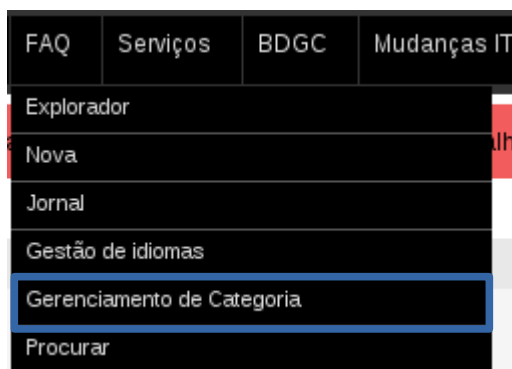 FAQ Serviços BDGC Mudanças IT
Explorador
Nova
Jornal
Gestão de idiomas
Gerenciamento de Categoria
Procurar